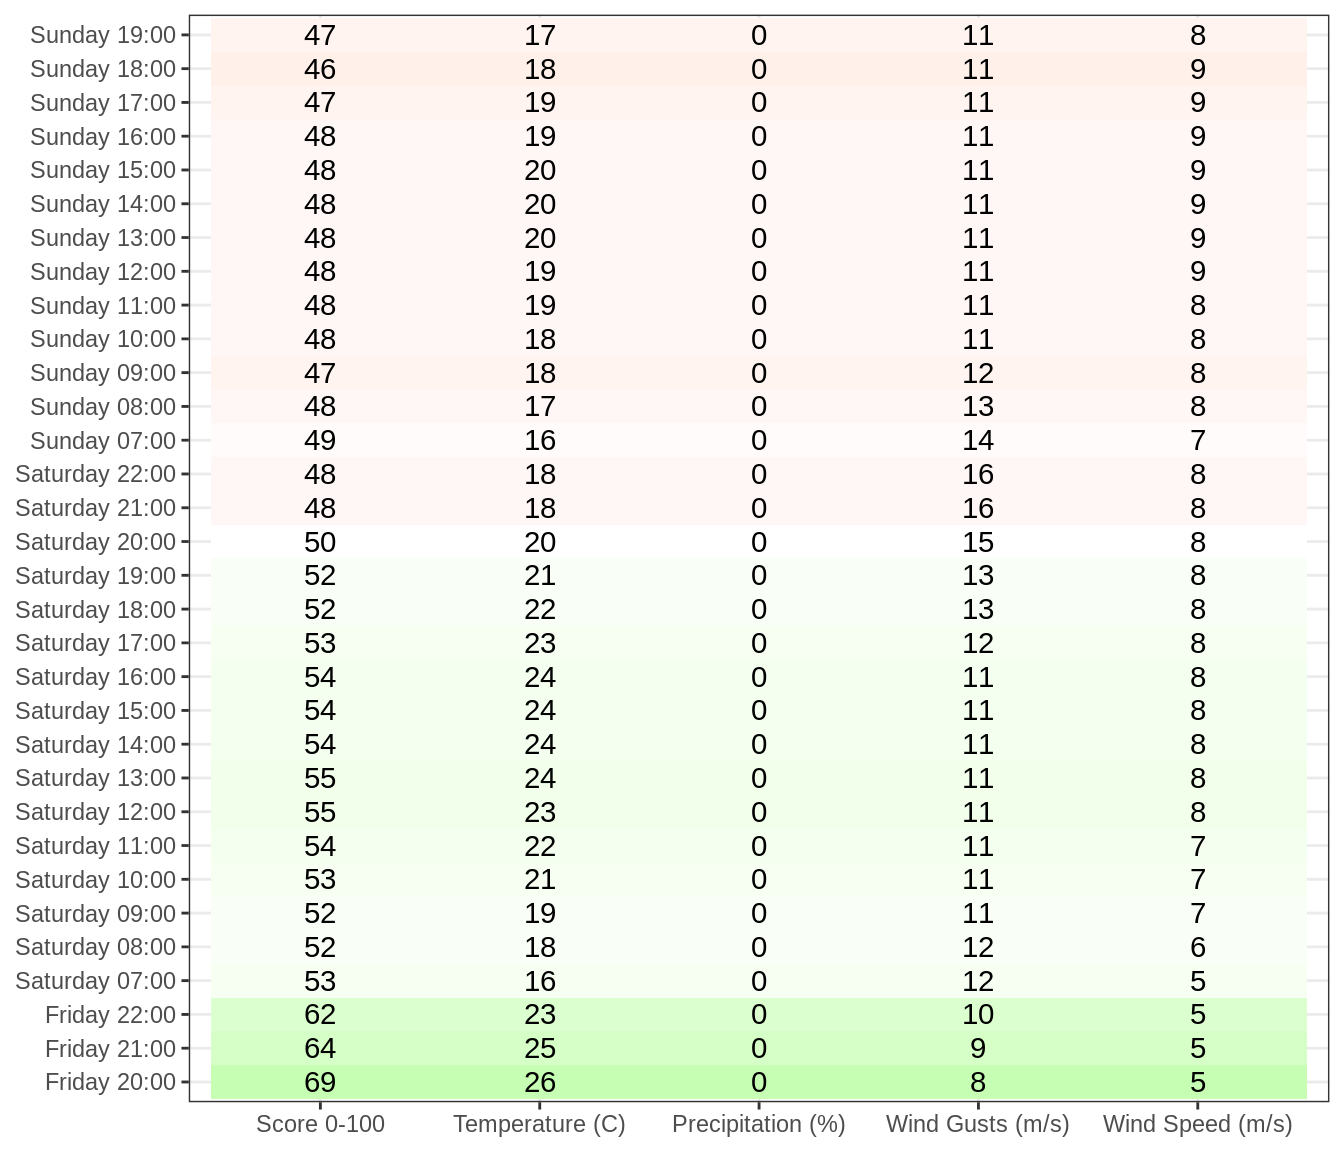 Sunday 19:00 47 17 0 11 8
Sunday 18:00 46 18 0 11 9
Sunday 17:00 47 19 0 11 9
Sunday 16:00 48 19 0 11 9
Sunday 15:00 48 20 0 11 9
Sunday 14:00 48 20 0 11 9
Sunday 13:00 48 20 0 11 9
Sunday 12:00 48 19 0 11 9
Sunday 11:00 48 19 0 11 8
Sunday 10:00 48 18 0 11 8
Sunday 09:00 47 18 0 12 8
Sunday 08:00 48 17 0 13 8
Sunday 07:00 49 16 0 14 7
Saturday 22:00 48 18 0 16 8
Saturday 21:00 48 18 0 16 8
Saturday 20:00 50 20 0 15 8
Saturday 19:00 52 21 0 13 8
Saturday 18:00 52 22 0 13 8
Saturday 17:00 53 23 0 12 8
Saturday 16:00 54 24 0 11 8
Saturday 15:00 54 24 0 11 8
Saturday 14:00 54 24 0 11 8
Saturday 13:00 55 24 0 11 8
Saturday 12:00 55 23 0 11 8
Saturday 11:00 54 22 0 11 7
Saturday 10:00 53 21 0 11 7
Saturday 09:00 52 19 0 11 7
Saturday 08:00 52 18 0 12 6
Saturday 07:00 53 16 0 12 5
Friday 22:00 62 23 0 10 5
Friday 21:00 64 25 0 9 5
Friday 20:00 69 26 0 8 5
Score 0-100 Temperature (C) Precipitation (%) Wind Gusts (m/s) Wind Speed (m/s)